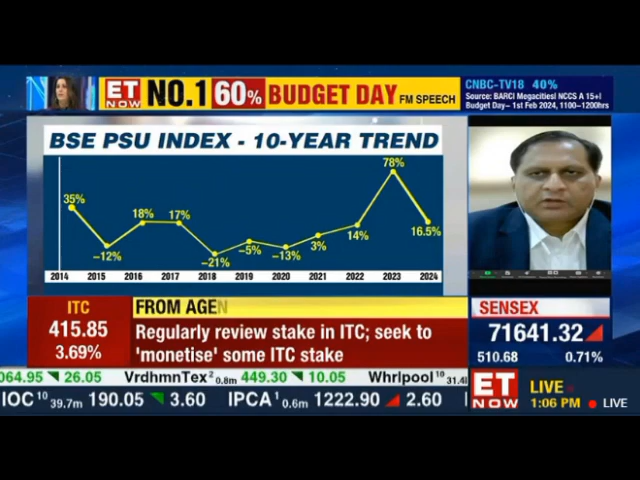 ET NOW NO.1 60% BUDGET DAY FM SPEECH
CNBC-TV18 40%
Source: BARCI Megacities| NCCS A 15+|
Budget Day– 1st Feb 2024, 1100–1200hrs
BSE PSU INDEX - 10-YEAR TREND
35%
–12%
18%
17%
–21%
–5%
–13%
3%
14%
78%
16.5%
2014 2015 2016 2017 2018 2019 2020 2021 2022 2023 2024
ITC
415.85
3.69%
FROM AGEN
Regularly review stake in ITC; seek to
'monetise' some ITC stake
SENSEX
71641.32
510.68 0.71%
064.95 26.05 VrdhmnTex² 0.8m 449.30 10.05 Whrlpool¹⁰
IOC¹⁰ 39.7m 190.05 3.60 IPCA¹ 0.6m 1222.90 2.60
ET NOW
LIVE
1:06 PM LIVE